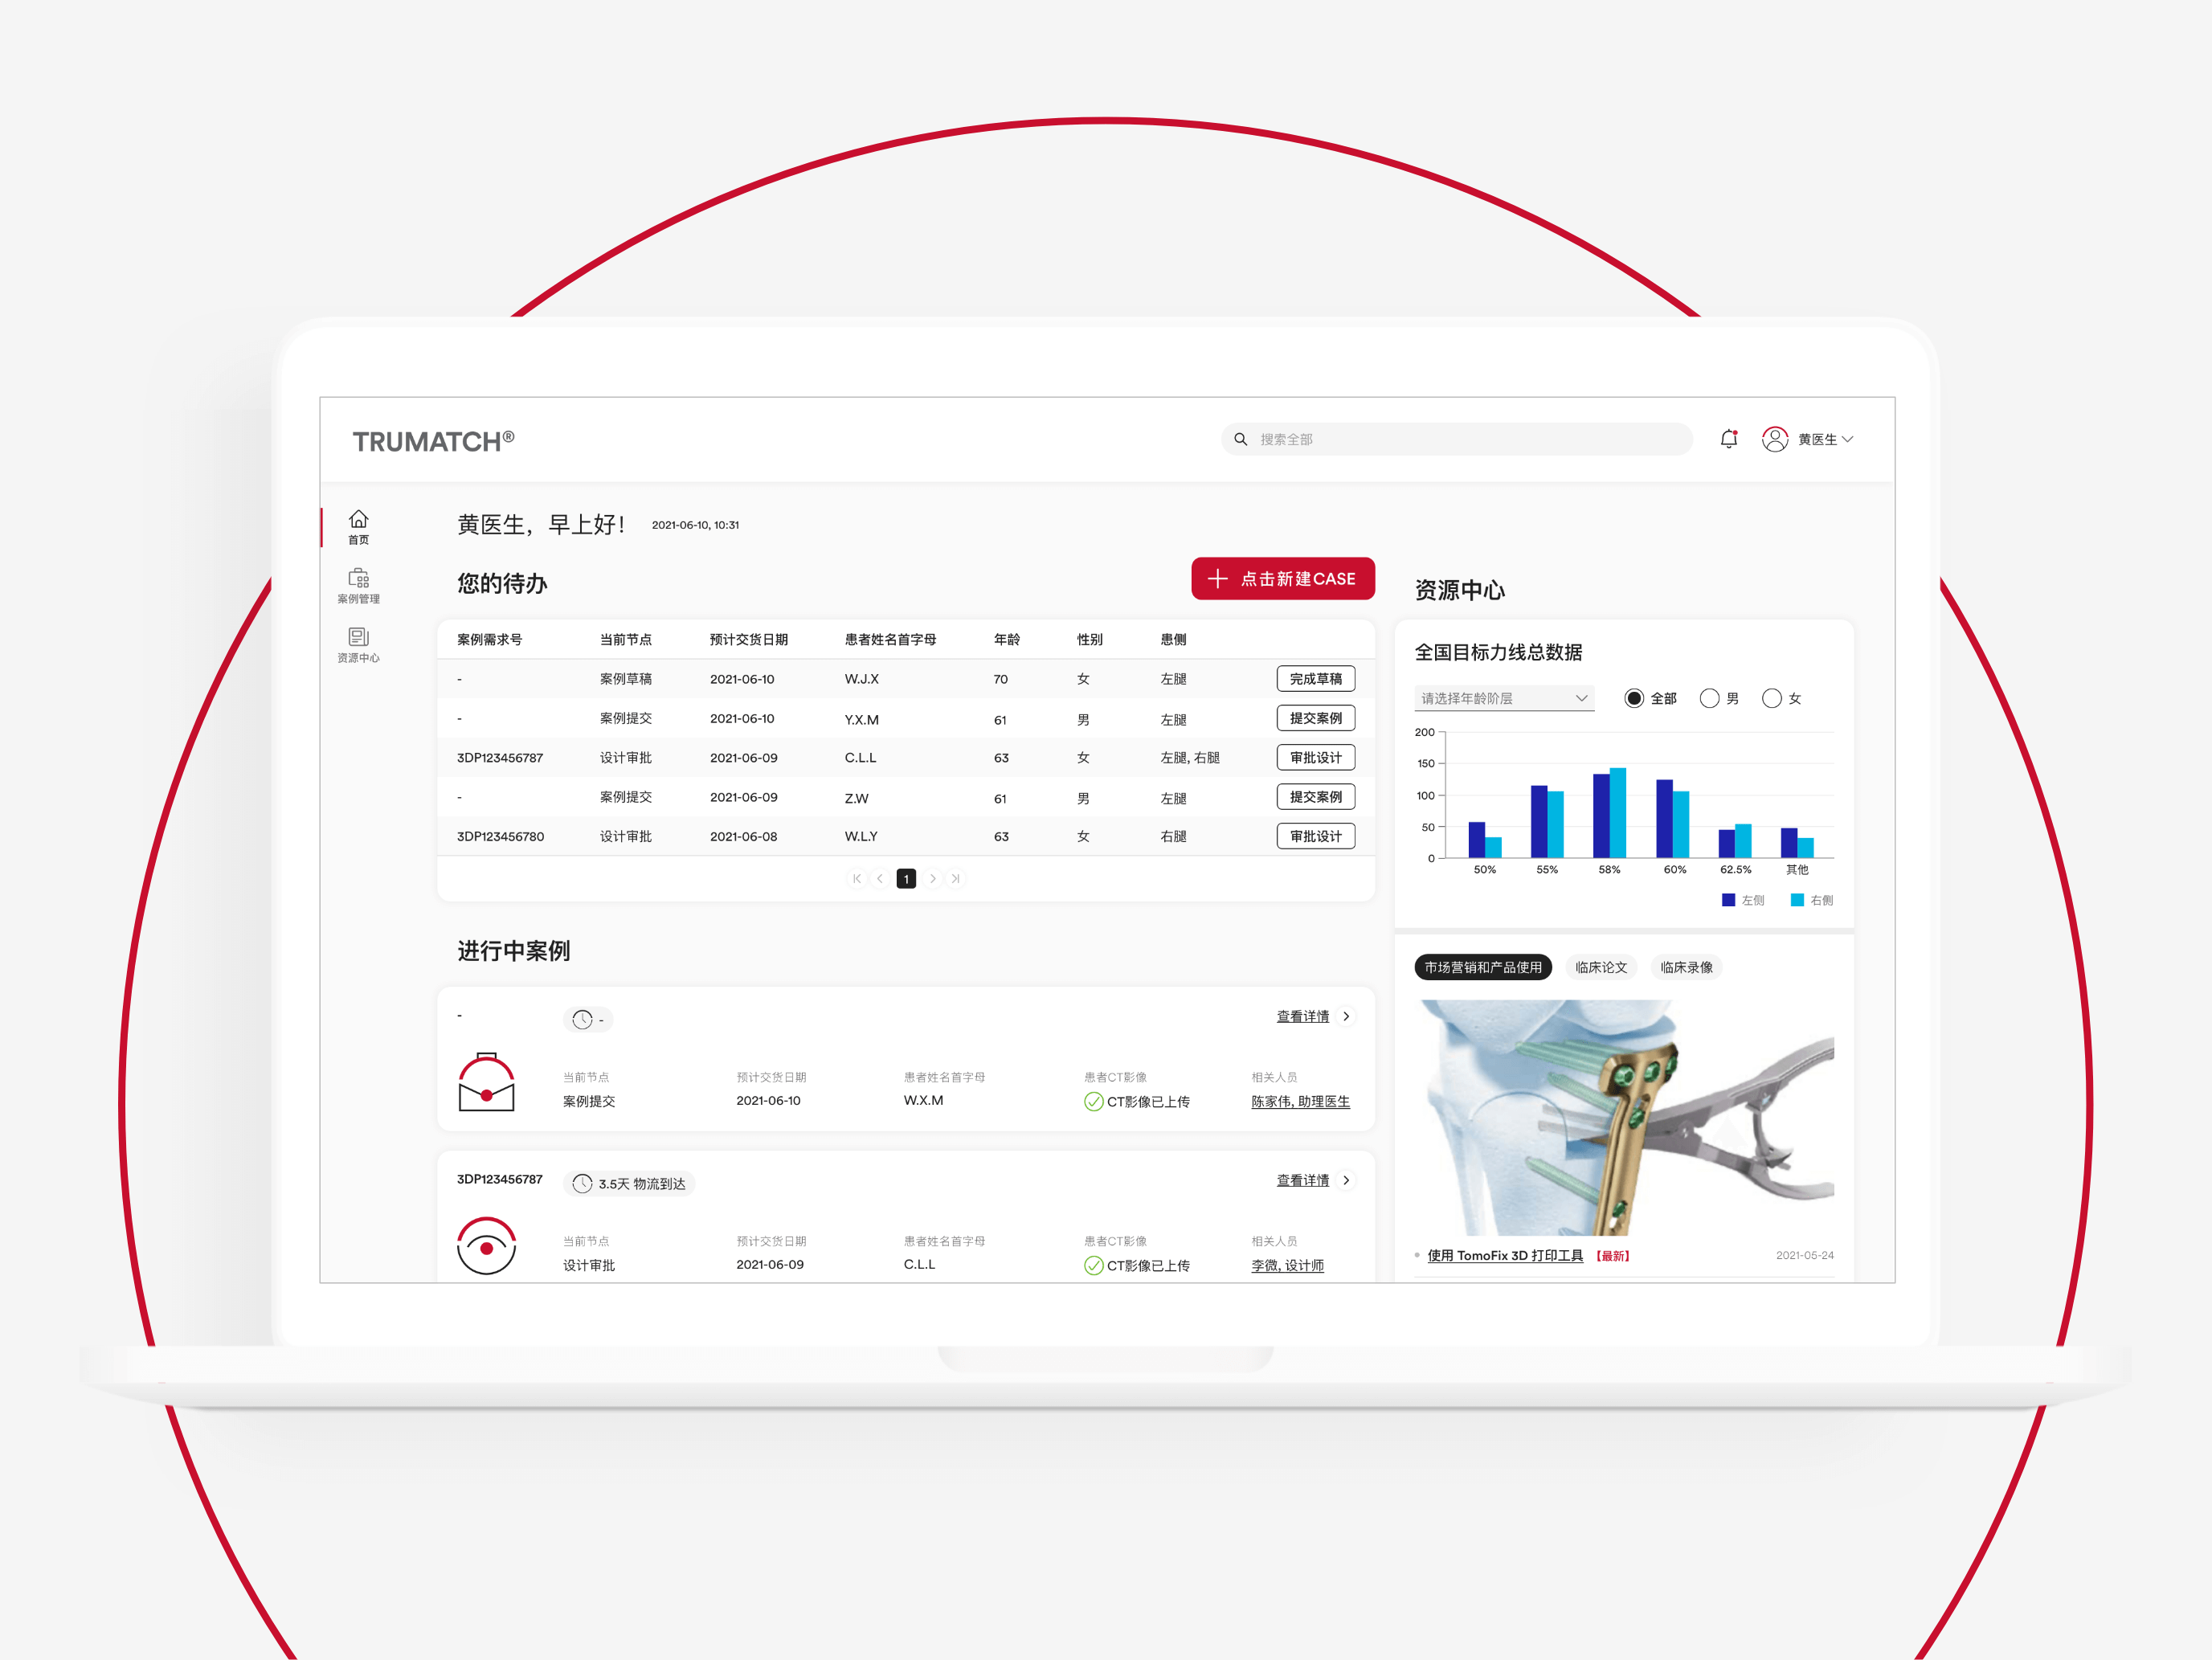 TRUMATCH®
搜索全部
黄医生
首页
案例管理
资源中心
黄医生，早上好！ 2021-06-10, 10:31
您的待办
点击新建CASE
案例需求号 当前节点 预计交货日期 患者姓名首字母 年龄 性别 患侧
- 案例草稿 2021-06-10 W.J.X 70 女 左腿 完成草稿
- 案例提交 2021-06-10 Y.X.M 61 男 左腿 提交案例
3DP123456787 设计审批 2021-06-09 C.L.L 63 女 左腿, 右腿 审批设计
- 案例提交 2021-06-09 Z.W 61 男 左腿 提交案例
3DP123456780 设计审批 2021-06-08 W.L.Y 63 女 右腿 审批设计
1
进行中案例
- - 查看详情
当前节点 预计交货日期 患者姓名首字母 患者CT影像 相关人员
案例提交 2021-06-10 W.X.M CT影像已上传 陈家伟, 助理医生
3DP123456787 3.5天 物流到达 查看详情
当前节点 预计交货日期 患者姓名首字母 患者CT影像 相关人员
设计审批 2021-06-09 C.L.L CT影像已上传 李微, 设计师
资源中心
全国目标力线总数据
请选择年龄阶层 全部 男 女
200
150
100
50
0
50% 55% 58% 60% 62.5% 其他
左侧 右侧
市场营销和产品使用 临床论文 临床录像
使用 TomoFix 3D 打印工具 【最新】 2021-05-24